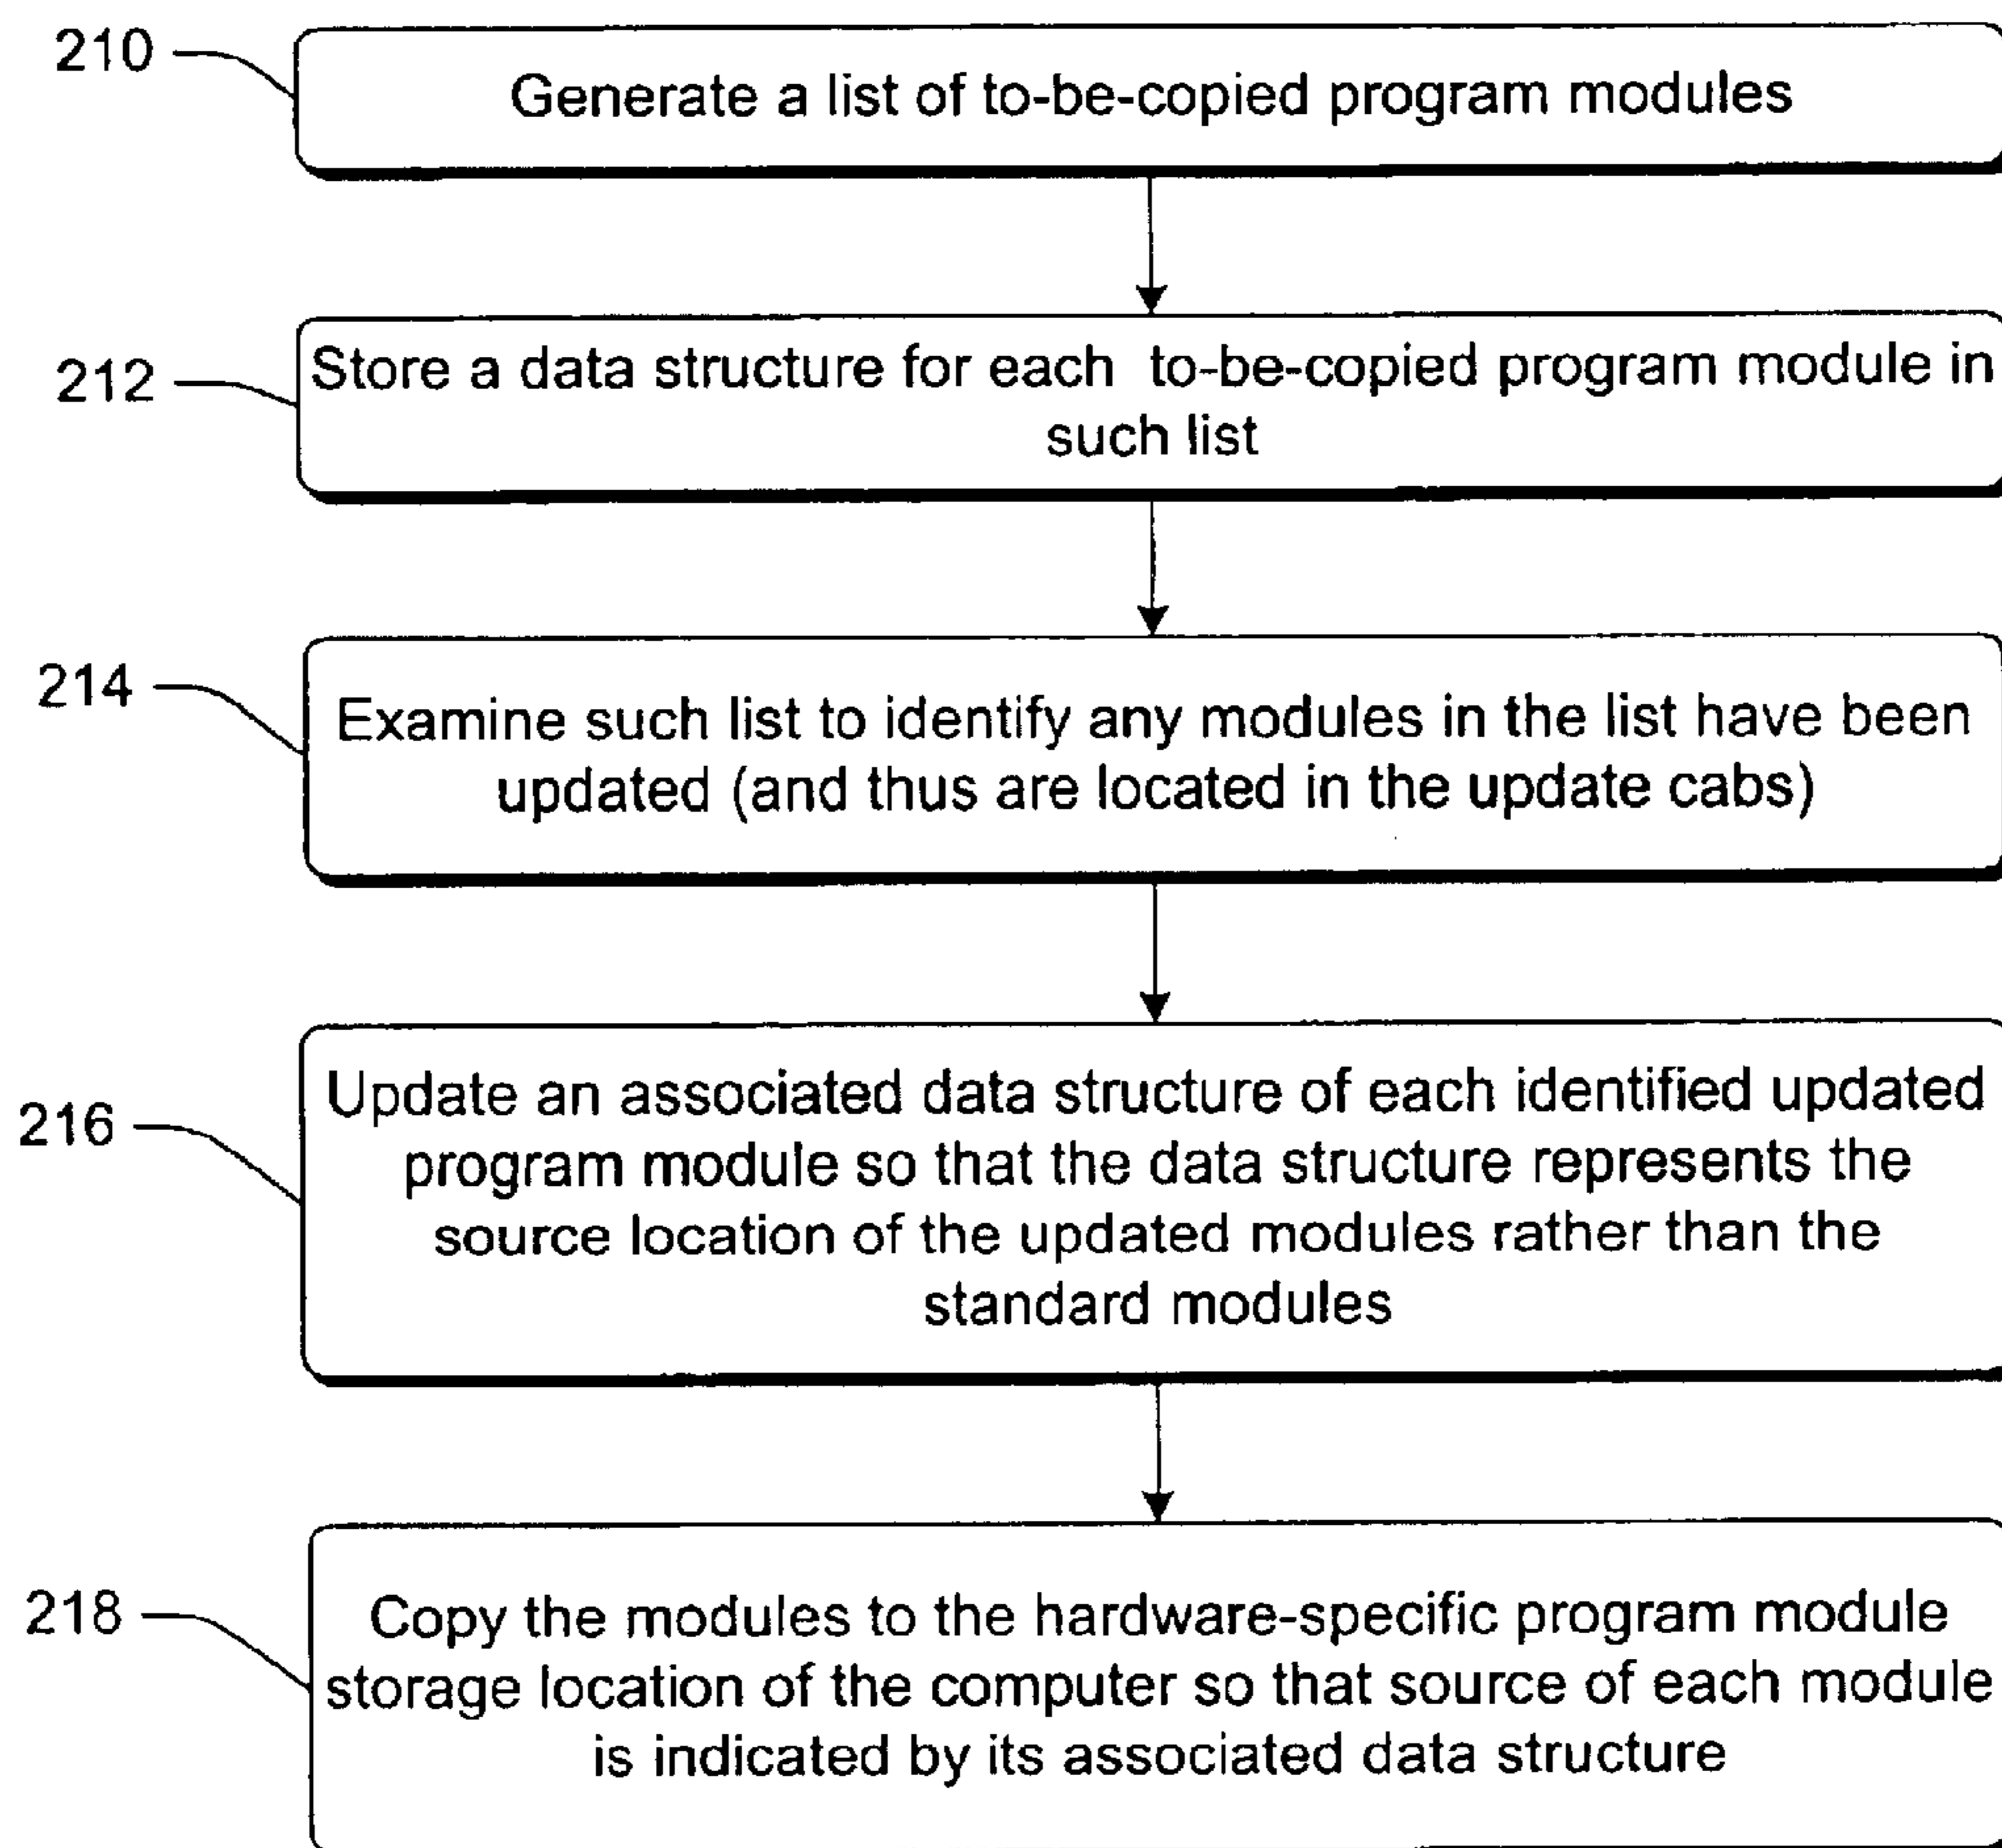 210
Generate a list of to-be-copied program modules
212
Store a data structure for each to-be-copied program module in
such list
214
Examine such list to identify any modules in the list have been
updated (and thus are located in the update cabs)
216
Update an associated data structure of each identified updated
program module so that the data structure represents the
source location of the updated modules rather than the
standard modules
218
Copy the modules to the hardware-specific program module
storage location of the computer so that source of each module
is indicated by its associated data structure